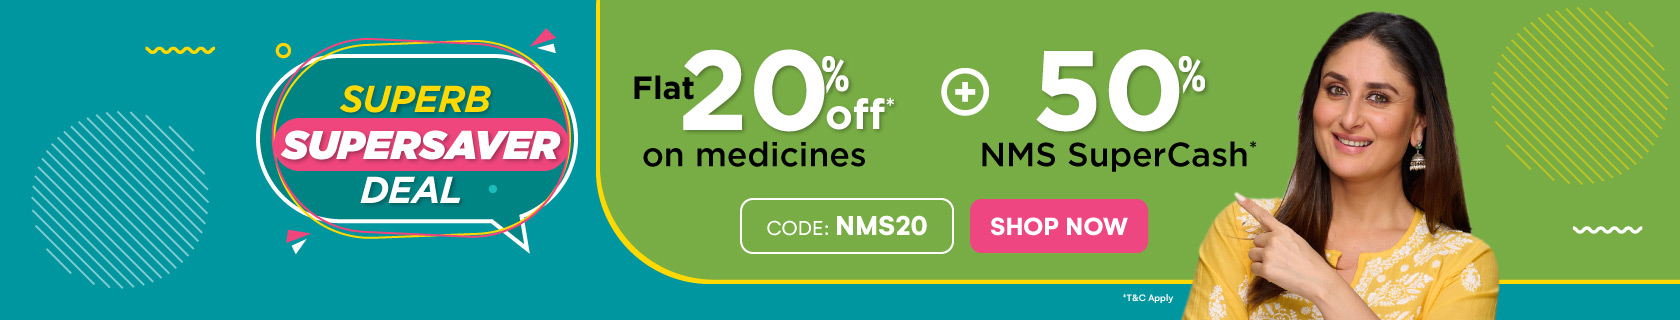 SUPERB
SUPERSAVER
DEAL
Flat 20% off*
on medicines
+
50%
NMS SuperCash*
CODE: NMS20
SHOP NOW
*T&C Apply